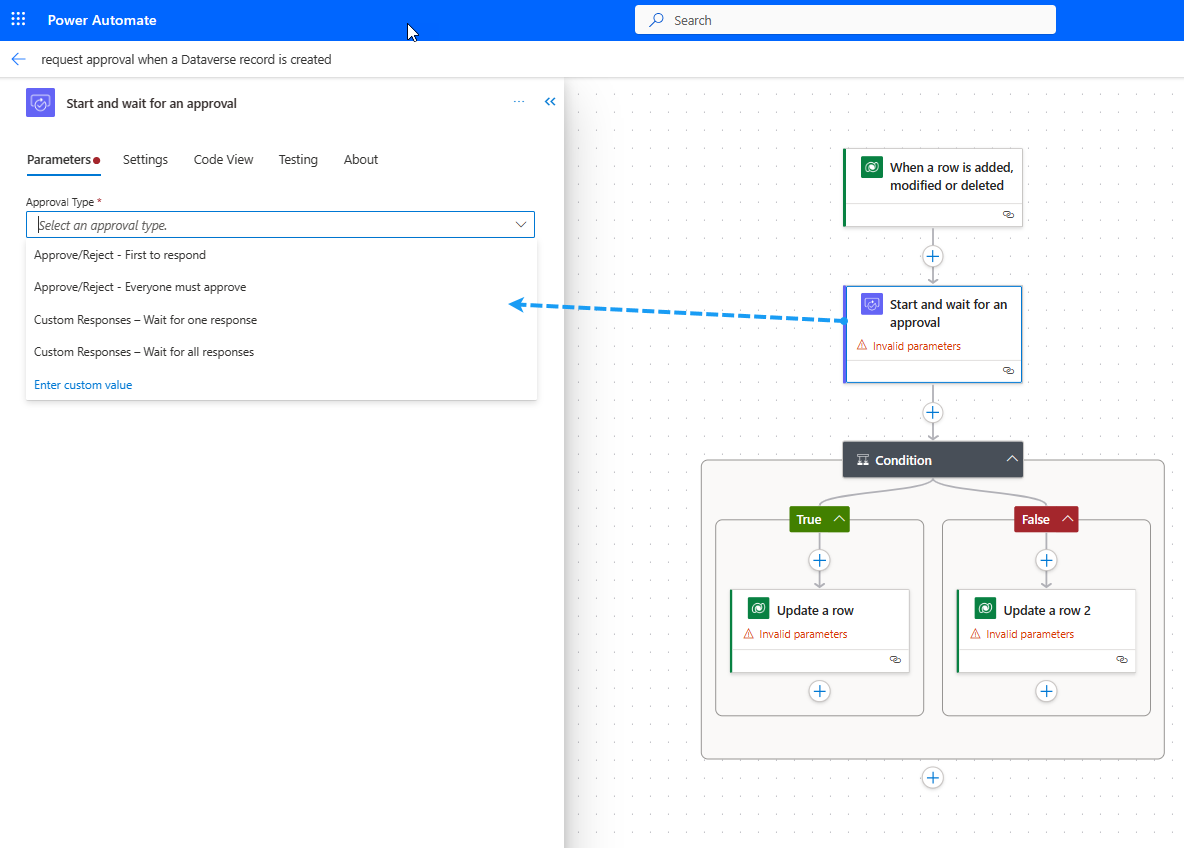 Power Automate
Search
request approval when a Dataverse record is created
Start and wait for an approval
Parameters
Settings
Code View
Testing
About
Approval Type *
Select an approval type.
Approve/Reject - First to respond
Approve/Reject - Everyone must approve
Custom Responses – Wait for one response
Custom Responses – Wait for all responses
Enter custom value
When a row is added,
modified or deleted
Start and wait for an
approval
Invalid parameters
Condition
True
False
Update a row
Invalid parameters
Update a row 2
Invalid parameters